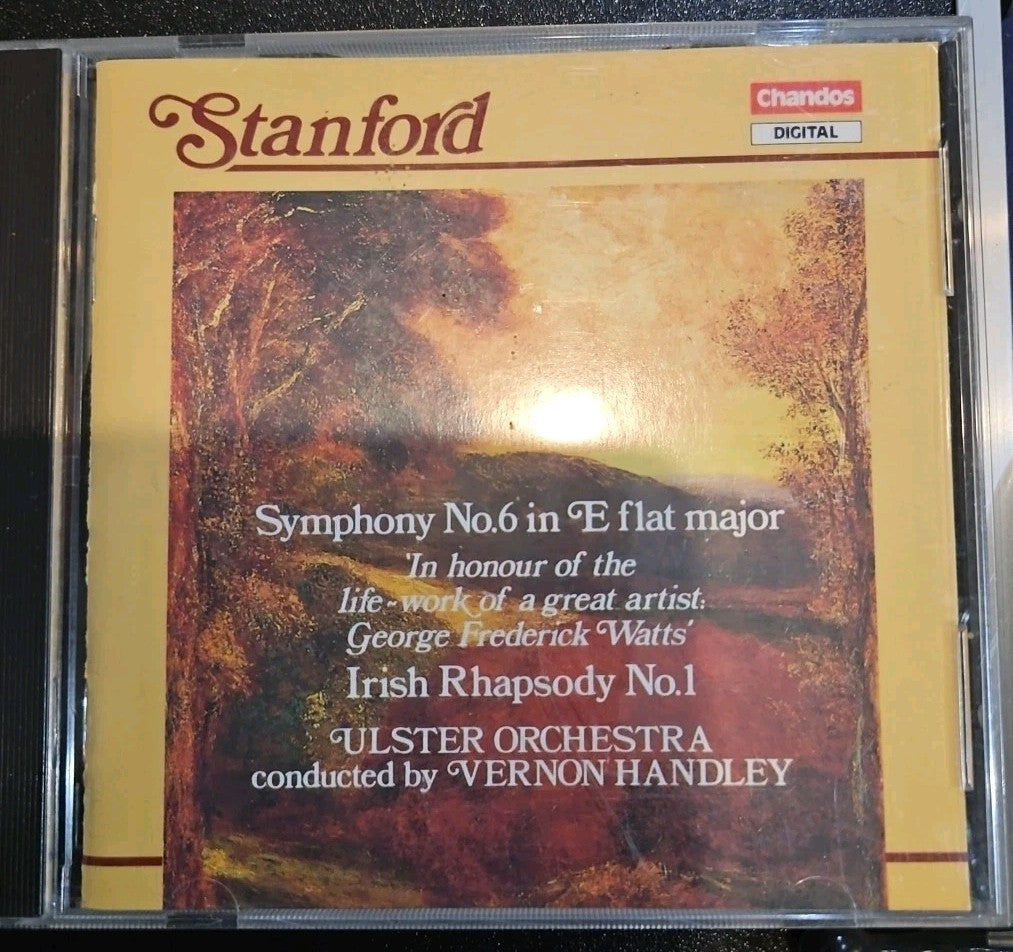 Stanford
Chandos
DIGITAL
Symphony No.6 in E flat major
'In honour of the
life-work of a great artist:
George Frederick Watts'
Irish Rhapsody No.1
ULSTER ORCHESTRA
conducted by VERNON HANDLEY